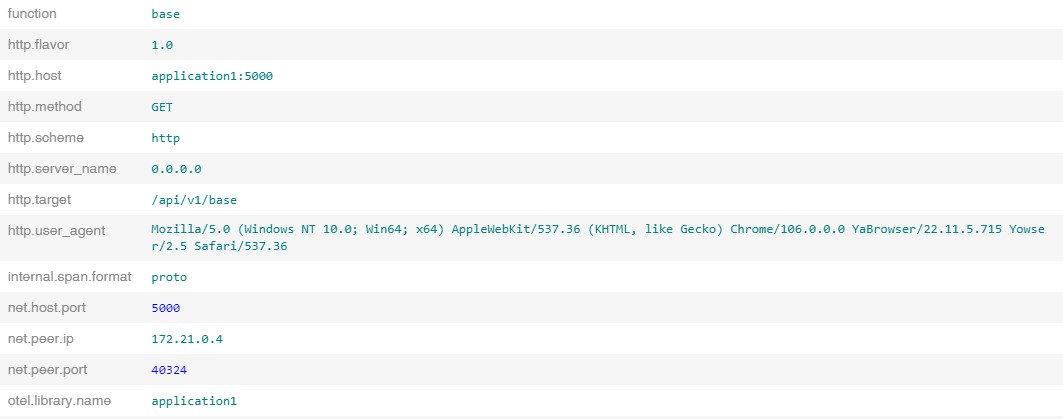 function base
http.flavor 1.0
http.host application1:5000
http.method GET
http.scheme http
http.server_name 0.0.0.0
http.target /api/v1/base
http.user_agent Mozilla/5.0 (Windows NT 10.0; Win64; x64) AppleWebKit/537.36 (KHTML, like Gecko) Chrome/106.0.0.0 YaBrowser/22.11.5.715 Yowse
r/2.5 Safari/537.36
internal.span.format proto
net.host.port 5000
net.peer.ip 172.21.0.4
net.peer.port 40324
otel.library.name application1